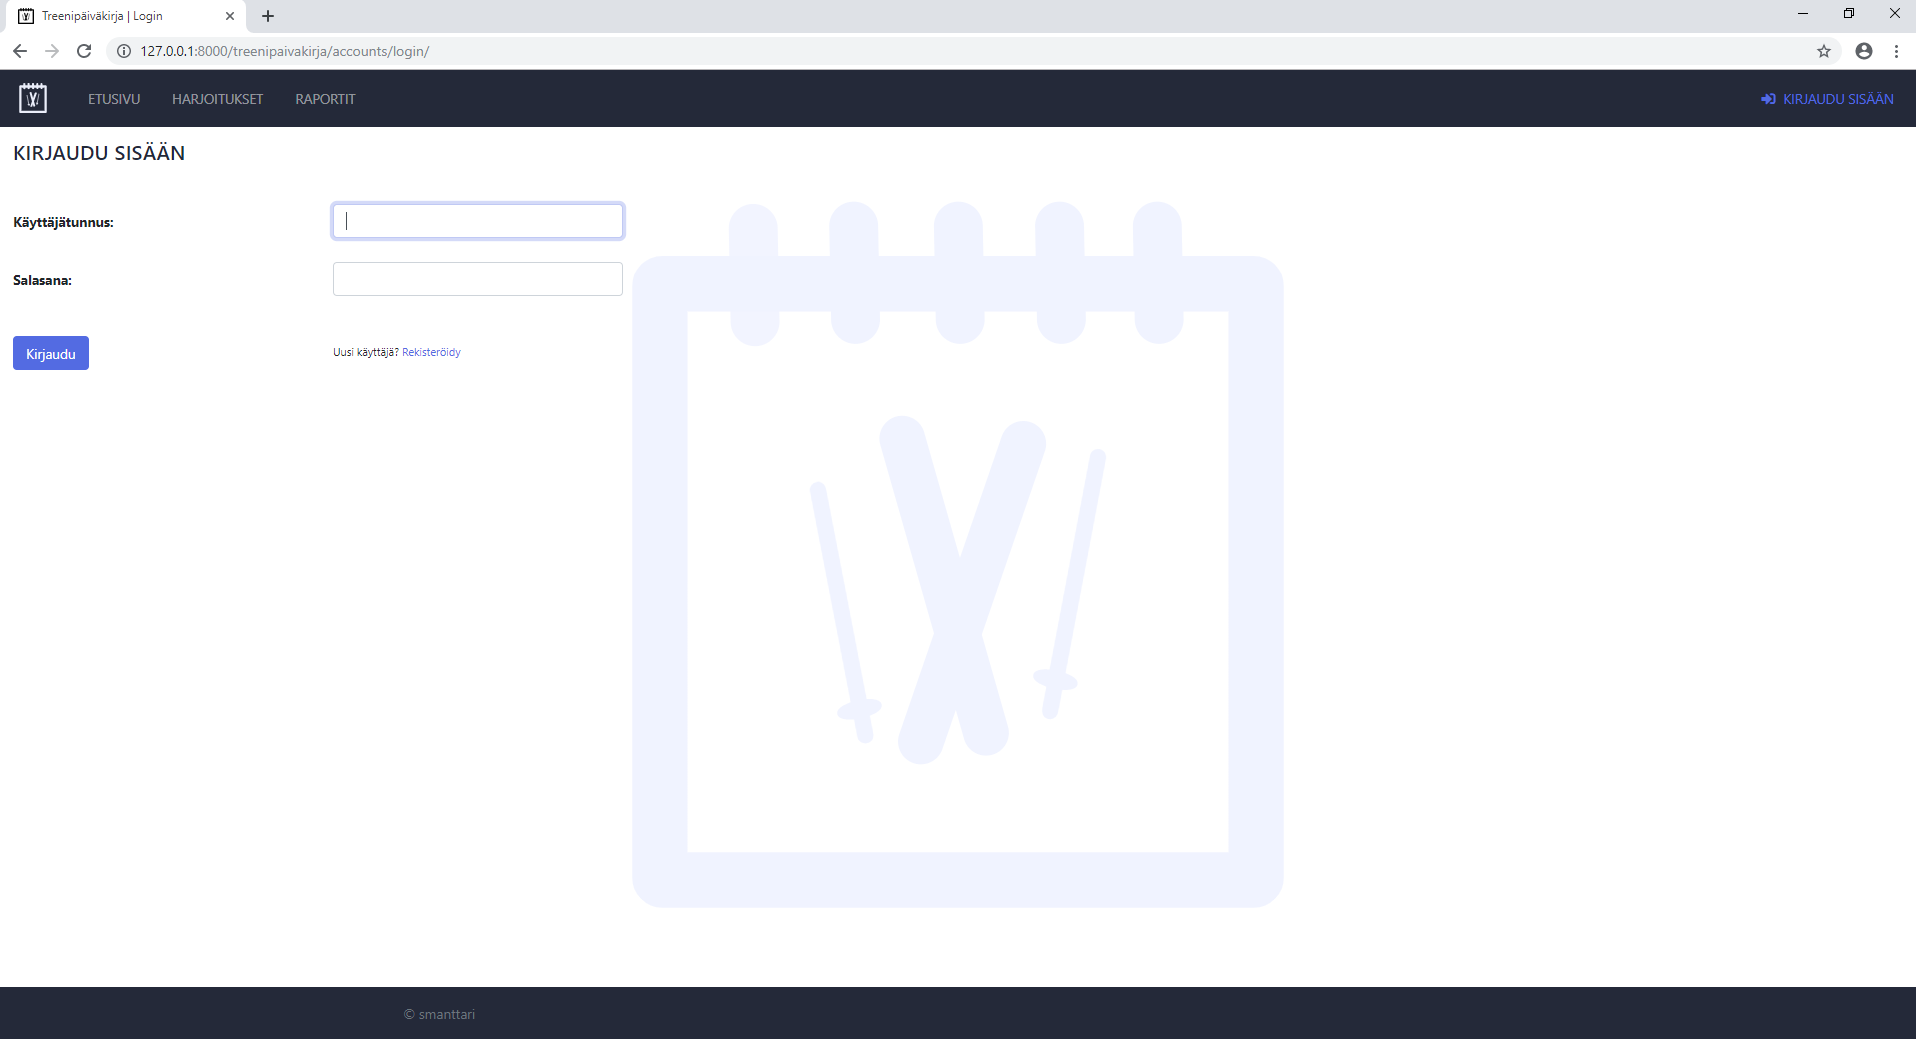 Treenipäiväkirja | Login
127.0.0.1:8000/treenipaivakirja/accounts/login/
ETUSIVU HARJOITUKSET RAPORTIT KIRJAUDU SISÄÄN
KIRJAUDU SISÄÄN
Käyttäjätunnus:
Salasana:
Kirjaudu Uusi käyttäjä? Rekisteröidy
© smanttari